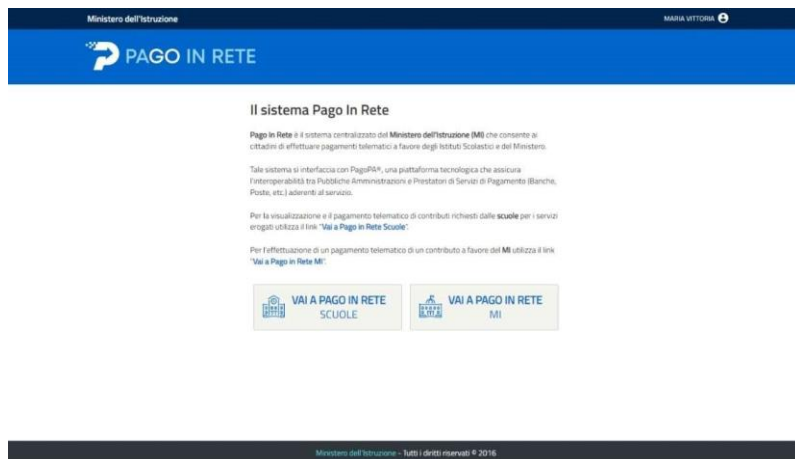 Ministero dell'Istruzione
MARIA VITTORIA
PAGO IN RETE
Il sistema Pago In Rete
Pago In Rete è il sistema centralizzato del Ministero dell'Istruzione (MI) che consente ai
cittadini di effettuare pagamenti telematici a favore degli Istituti Scolastici e del Ministero.
Tale sistema si interfaccia con PagoPA®, una piattaforma tecnologica che assicura
l'interoperabilità tra Pubbliche Amministrazioni e Prestatori di Servizi di Pagamento (Banche,
Poste, etc.) aderenti al servizio.
Per la visualizzazione e il pagamento telematico di contributi richiesti dalle scuole per i servizi
erogati utilizza il link "Vai a Pago in Rete Scuole".
Per l'effettuazione di un pagamento telematico di un contributo a favore del MI utilizza il link
"Vai a Pago in Rete MI".
VAI A PAGO IN RETE
SCUOLE
VAI A PAGO IN RETE
MI
Ministero dell'Istruzione - Tutti i diritti riservati © 2016